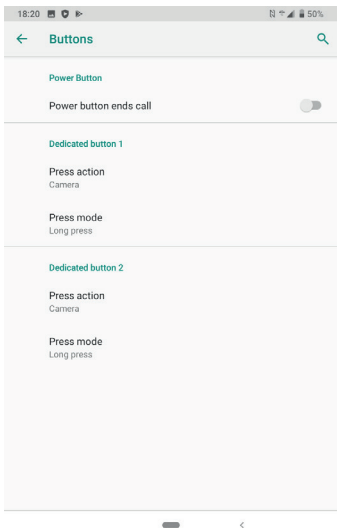 18:20 50%
Buttons
Power Button
Power button ends call
Dedicated button 1
Press action
Camera
Press mode
Long press
Dedicated button 2
Press action
Camera
Press mode
Long press